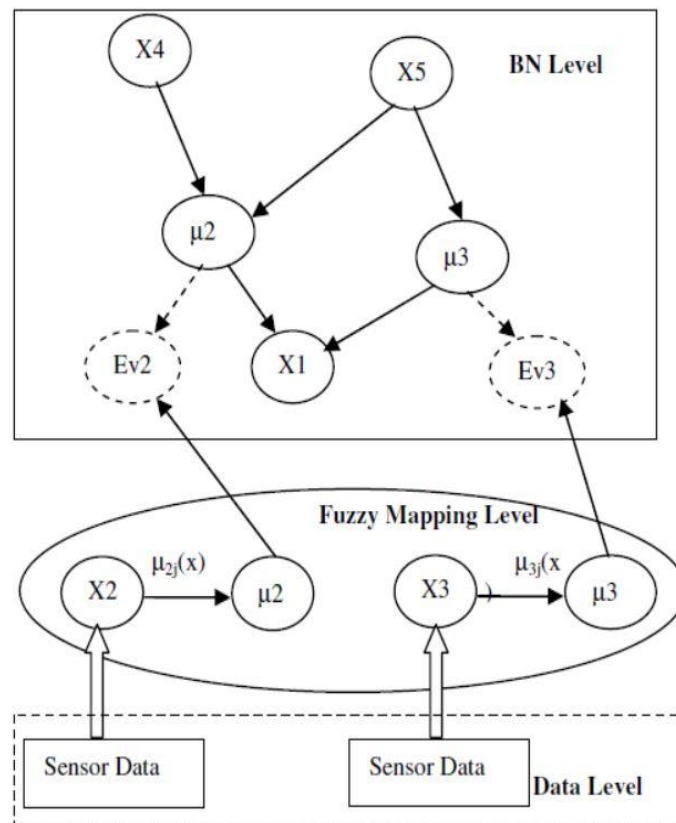 X4
X5
BN Level
μ2
μ3
Ev2
X1
Ev3
Fuzzy Mapping Level
X2
μ2j(x)
μ2
X3
μ3j(x
)
μ3
Sensor Data
Sensor Data
Data Level